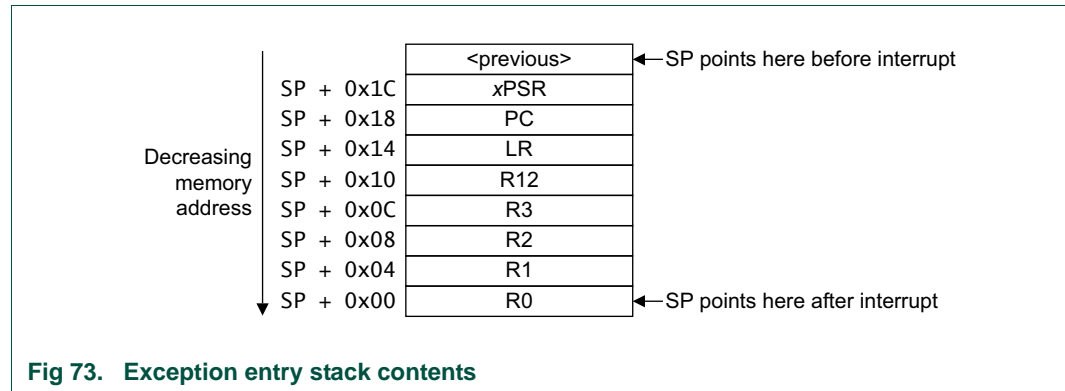 <previous>
SP points here before interrupt
SP + 0x1C xPSR
SP + 0x18 PC
SP + 0x14 LR
SP + 0x10 R12
SP + 0x0C R3
SP + 0x08 R2
SP + 0x04 R1
SP + 0x00 R0
SP points here after interrupt
Decreasing
memory
address
Fig 73. Exception entry stack contents